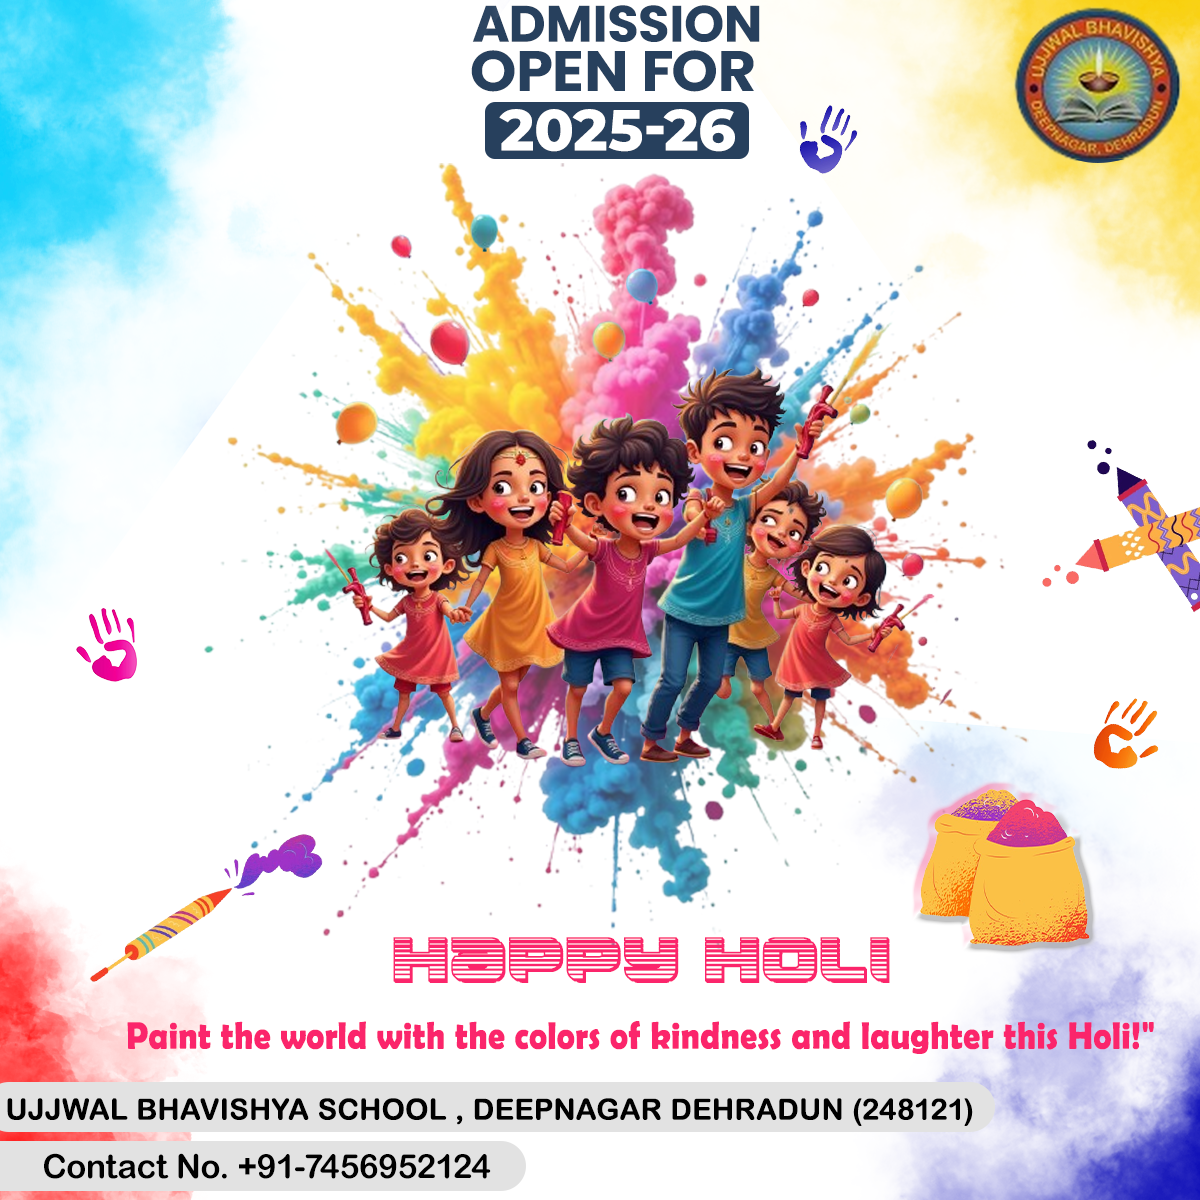 ADMISSION
OPEN FOR
2025-26
UJJWAL BHAVISHYA
DEEPNAGAR, DEHRADUN
HAPPY HOLI
Paint the world with the colors of kindness and laughter this Holi!"
UJJWAL BHAVISHYA SCHOOL , DEEPNAGAR DEHRADUN (248121)
Contact No. +91-7456952124